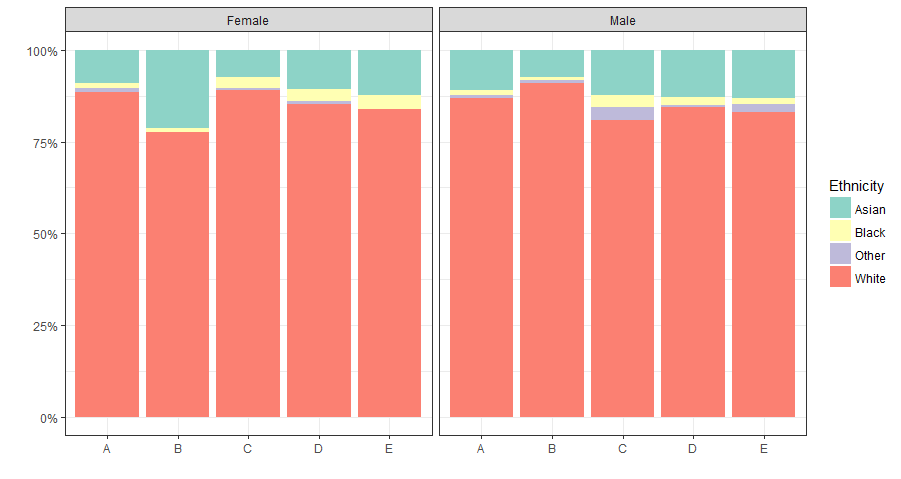 Female
Male
100%
75%
50%
25%
0%
A B C D E
A B C D E
Ethnicity
Asian
Black
Other
White